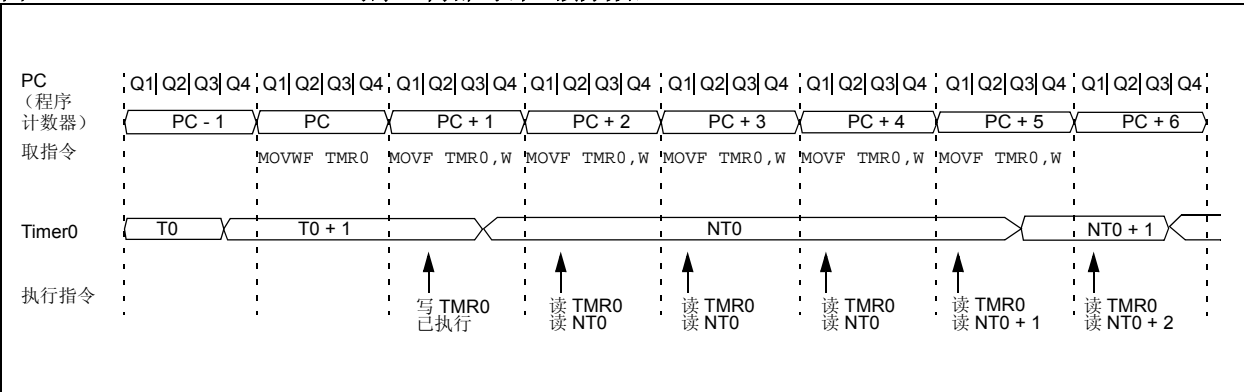 PC
（程序
计数器）
Q1 Q2 Q3 Q4 Q1 Q2 Q3 Q4 Q1 Q2 Q3 Q4 Q1 Q2 Q3 Q4 Q1 Q2 Q3 Q4 Q1 Q2 Q3 Q4 Q1 Q2 Q3 Q4 Q1 Q2 Q3 Q4
PC - 1 PC PC + 1 PC + 2 PC + 3 PC + 4 PC + 5 PC + 6
取指令
MOVWF TMR0 MOVF TMR0,W MOVF TMR0,W MOVF TMR0,W MOVF TMR0,W MOVF TMR0,W
Timer0
T0 T0 + 1 NT0 NT0 + 1
执行指令
写 TMR0
已执行
读 TMR0
读 NT0
读 TMR0
读 NT0
读 TMR0
读 NT0
读 TMR0
读 NT0 + 1
读 TMR0
读 NT0 + 2